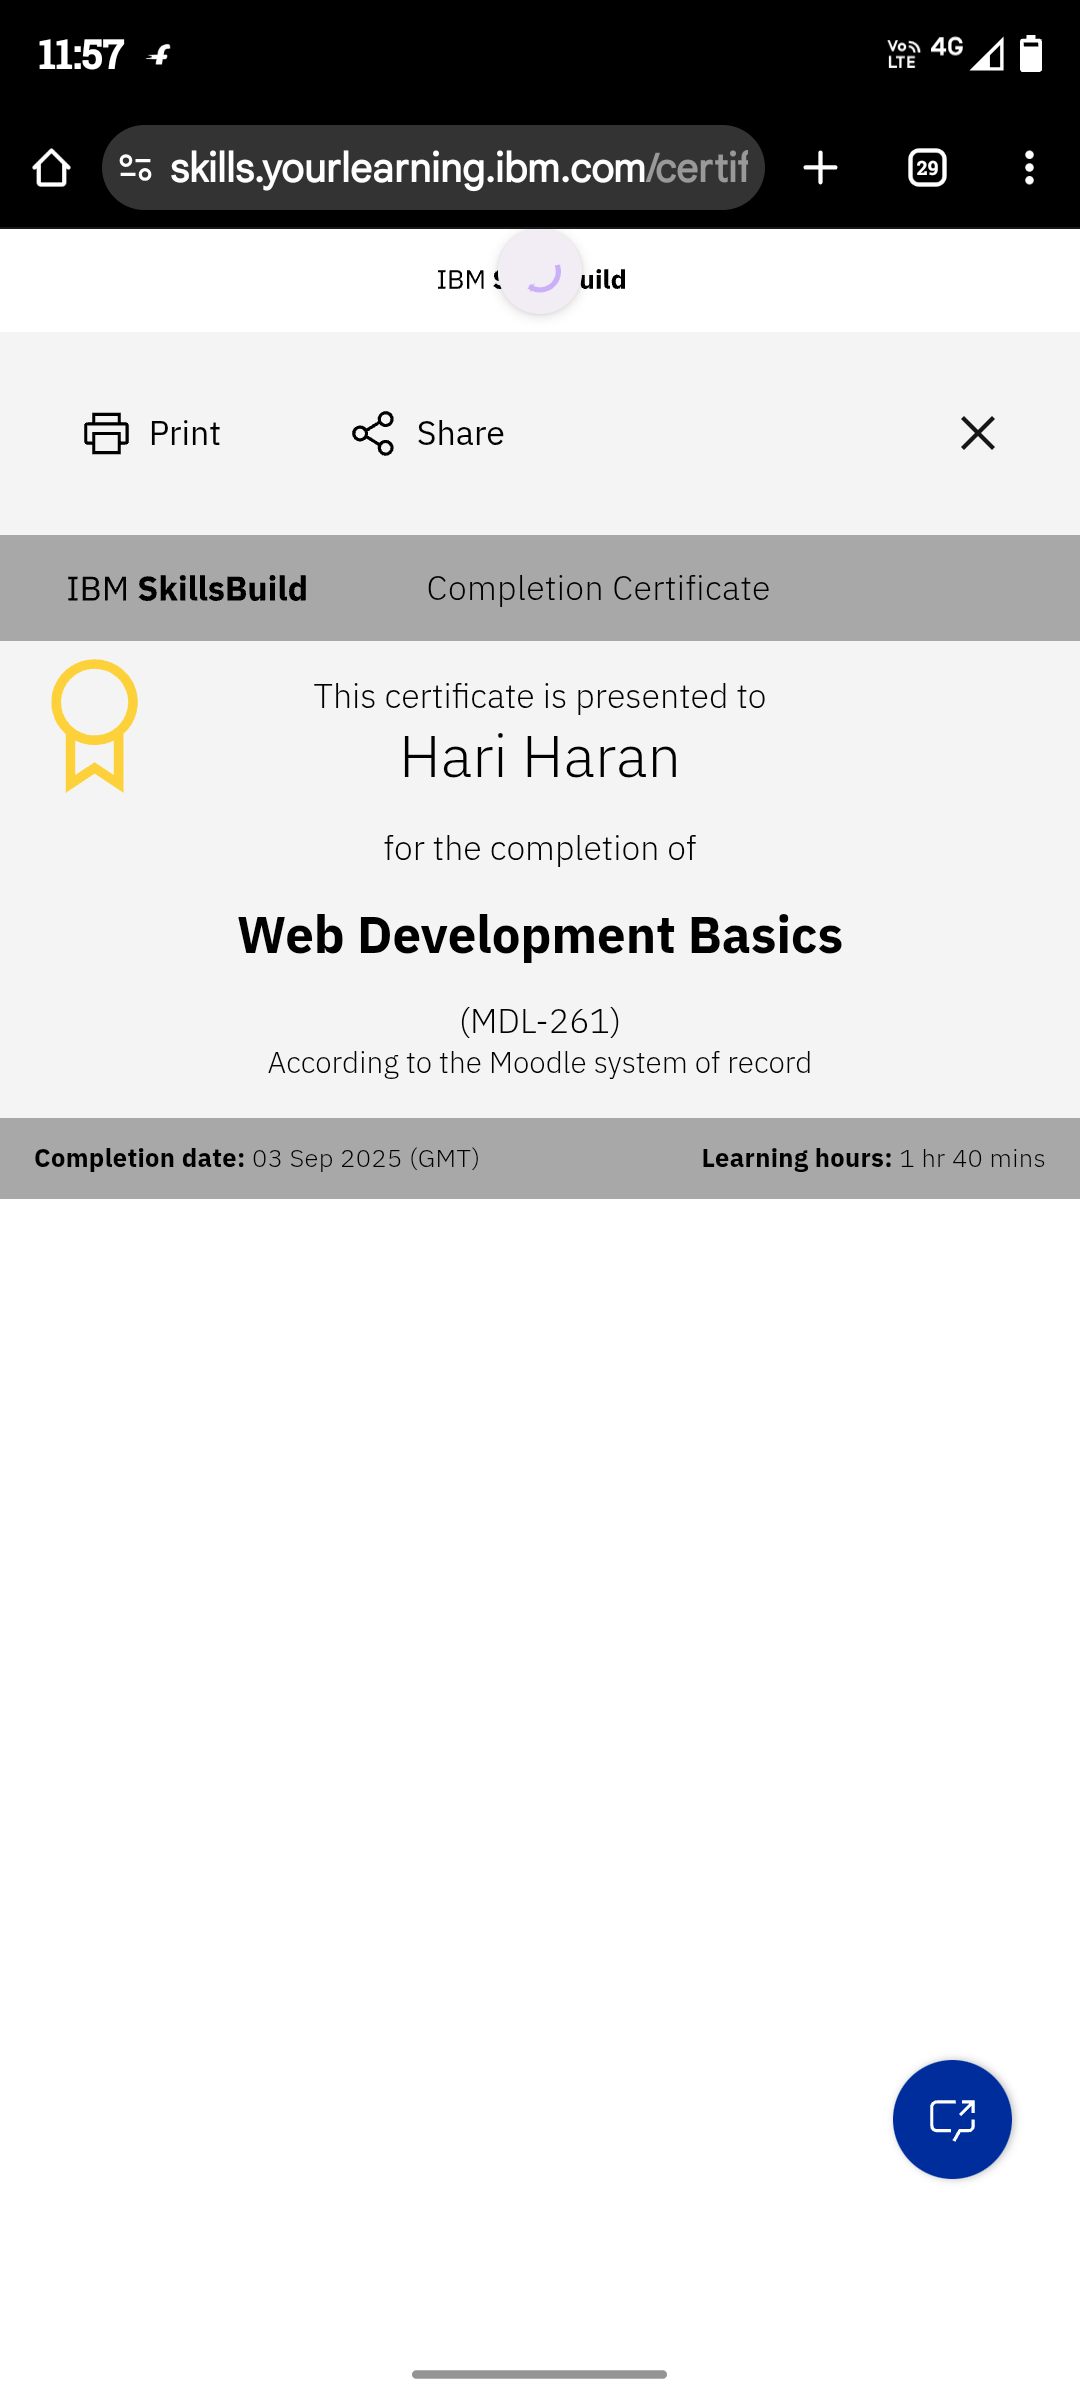 11:57
Vo LTE 4G
skills.yourlearning.ibm.com/certif
29
IBM uild
Print
Share
IBM SkillsBuild
Completion Certificate
This certificate is presented to
Hari Haran
for the completion of
Web Development Basics
(MDL-261)
According to the Moodle system of record
Completion date: 03 Sep 2025 (GMT)
Learning hours: 1 hr 40 mins